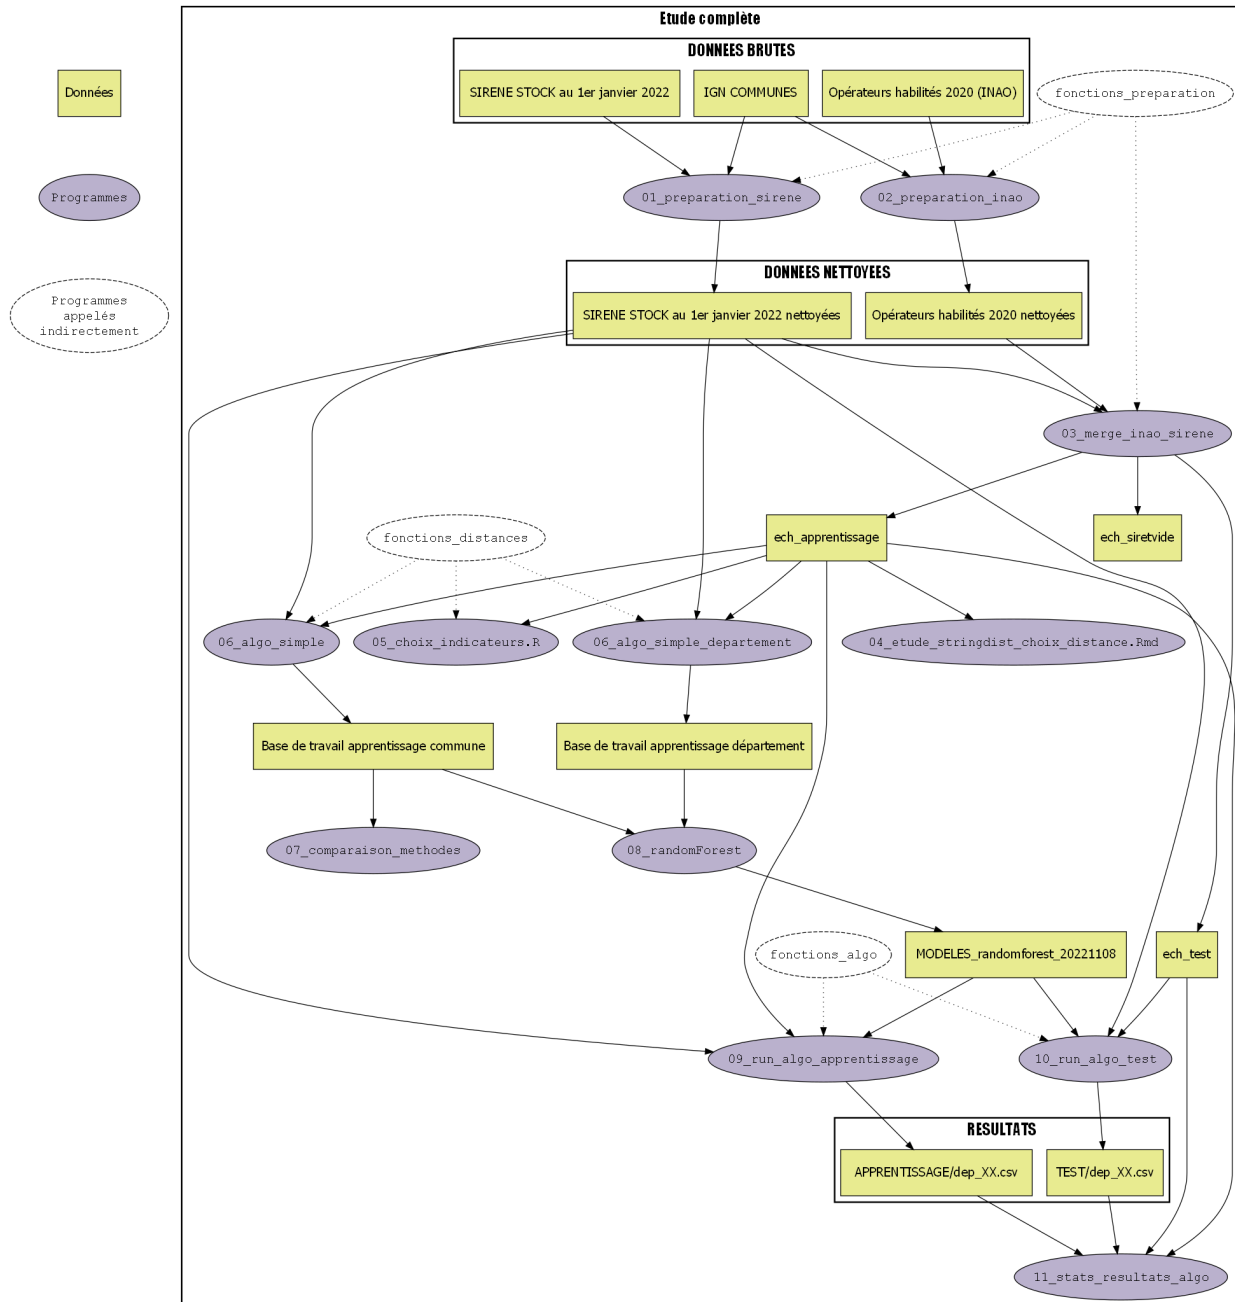 Etude complète
DONNEES BRUTES
Données
SIRENE STOCK au 1er janvier 2022
IGN COMMUNES
Opérateurs habilités 2020 (INAO)
fonctions_preparation
Programmes
01_preparation_sirene
02_preparation_inao
DONNEES NETTOYEES
Programmes
appelés
indirectement
SIRENE STOCK au 1er janvier 2022 nettoyées
Opérateurs habilités 2020 nettoyées
03_merge_inao_sirene
fonctions_distances
ech_apprentissage
ech_siretvide
06_algo_simple
05_choix_indicateurs.R
06_algo_simple_departement
04_etude_stringdist_choix_distance.Rmd
Base de travail apprentissage commune
Base de travail apprentissage département
07_comparaison_methodes
08_randomForest
fonctions_algo
MODELES_randomforest_20221108
ech_test
09_run_algo_apprentissage
10_run_algo_test
RESULTATS
APPRENTISSAGE/dep_XX.csv
TEST/dep_XX.csv
11_stats_resultats_algo